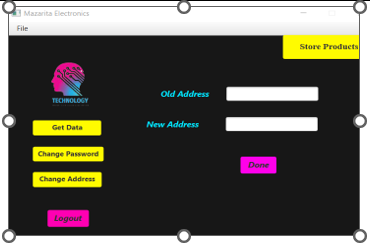 Mazanta Electronics
File
Store Products
TECHNOLOGY
Old Address
New Address
Get Data
Change Password
Change Address
Done
Logout